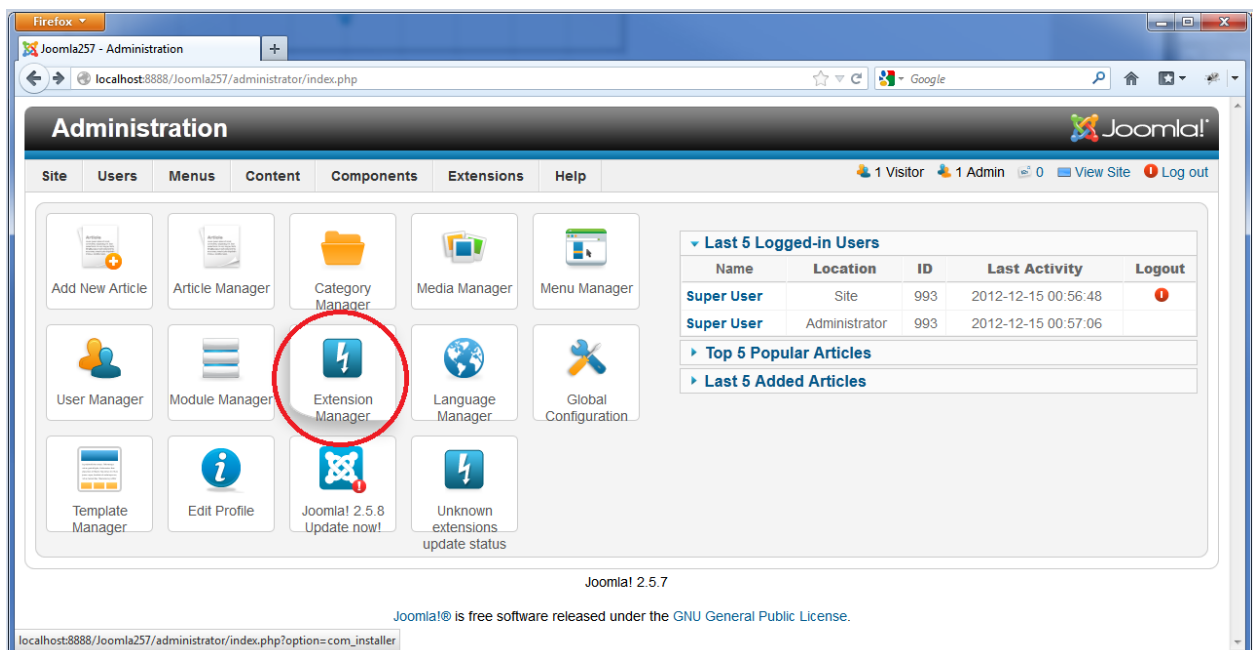 Firefox
Joomla257 - Administration
localhost:8888/Joomla257/administrator/index.php
Google
Administration
Joomla!
Site Users Menus Content Components Extensions Help
1 Visitor 1 Admin 0 View Site Log out
Add New Article
Article Manager
Category
Manager
Media Manager
Menu Manager
User Manager
Module Manager
Extension
Manager
Language
Manager
Global
Configuration
Template
Manager
Edit Profile
Joomla! 2.5.8
Update now!
Unknown
extensions
update status
Last 5 Logged-in Users
Name Location ID Last Activity Logout
Super User Site 993 2012-12-15 00:56:48
Super User Administrator 993 2012-12-15 00:57:06
Top 5 Popular Articles
Last 5 Added Articles
Joomla! 2.5.7
Joomla!® is free software released under the GNU General Public License.
localhost:8888/Joomla257/administrator/index.php?option=com_installer